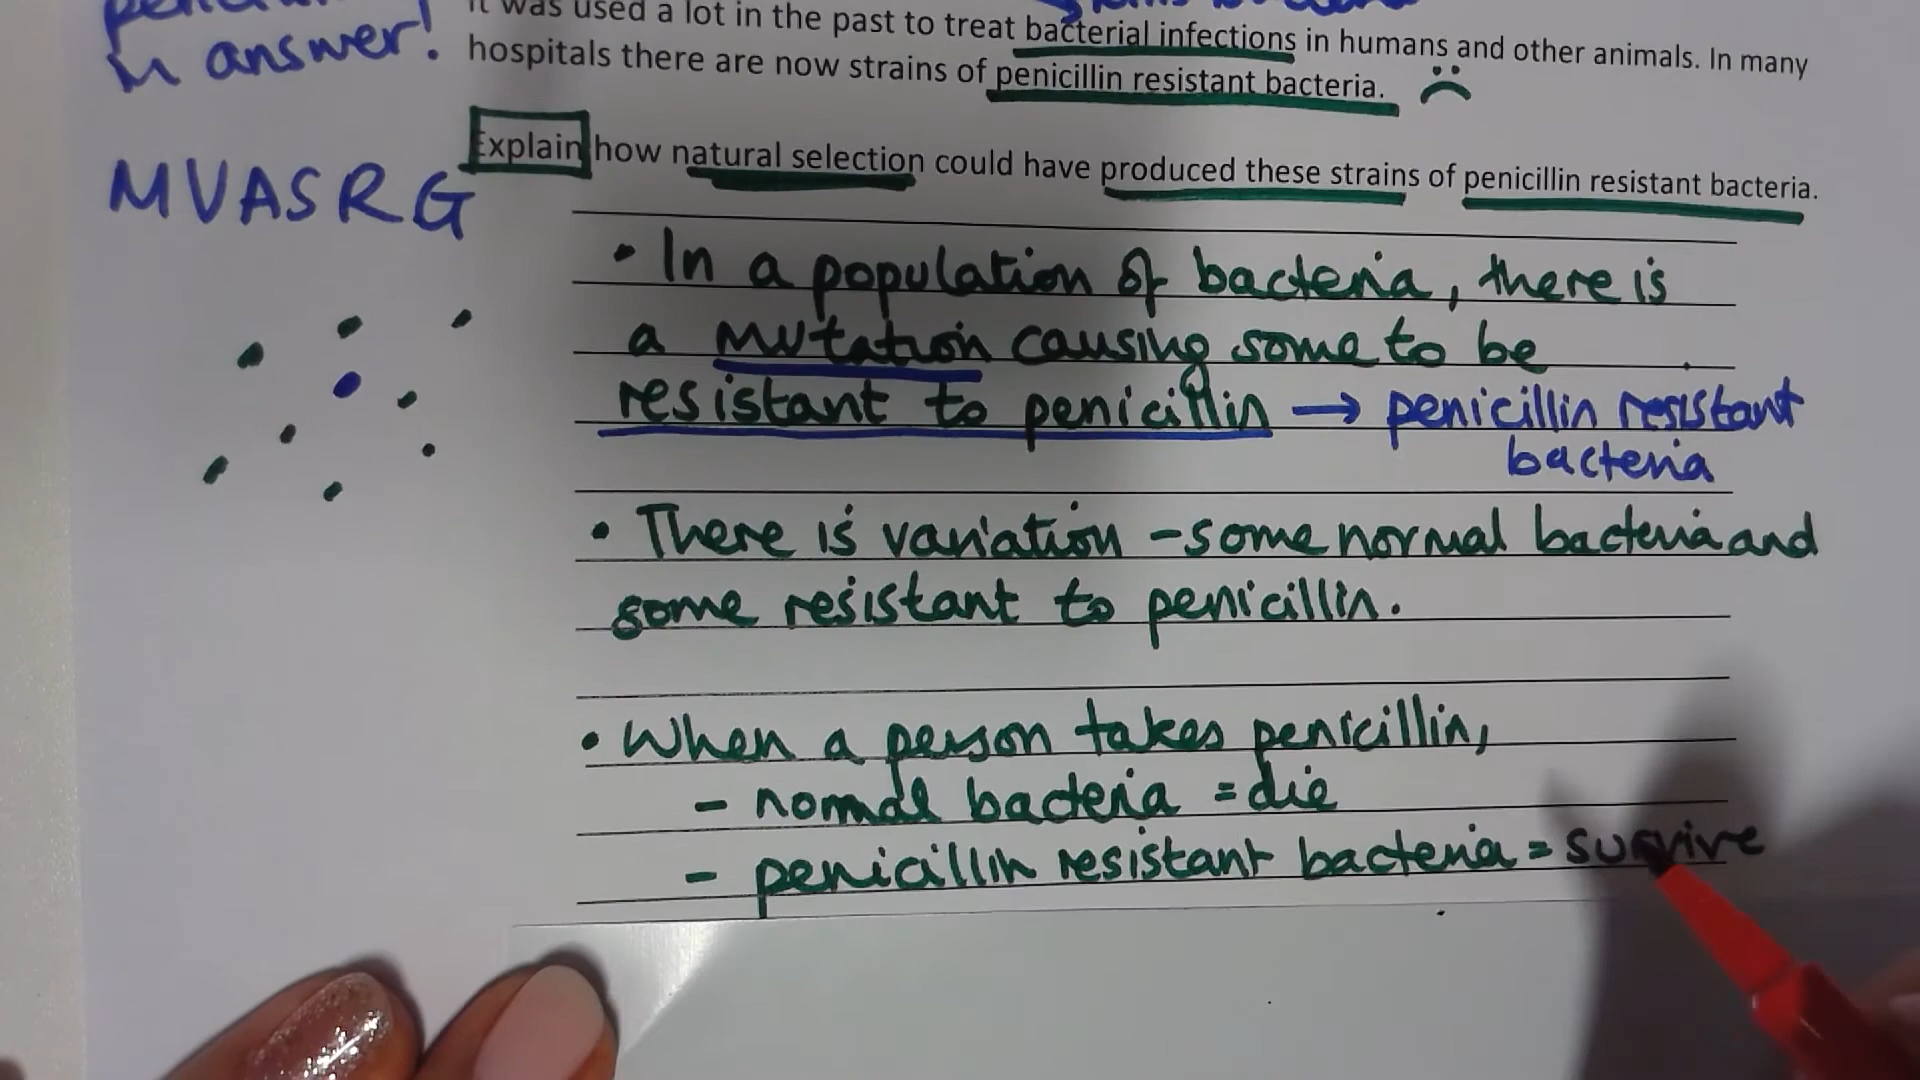 in answer!
It was used a lot in the past to treat bacterial infections in humans and other animals. In many
hospitals there are now strains of penicillin resistant bacteria.
Explain how natural selection could have produced these strains of penicillin resistant bacteria.
MVASRG
• In a population of bacteria, there is
a mutation causing some to be
resistant to penicillin → penicillin resistant
bacteria
• There is variation - some normal bacteria and
some resistant to penicillin.
• When a person takes penicillin,
- normal bacteria = die
- penicillin resistant bacteria = survive